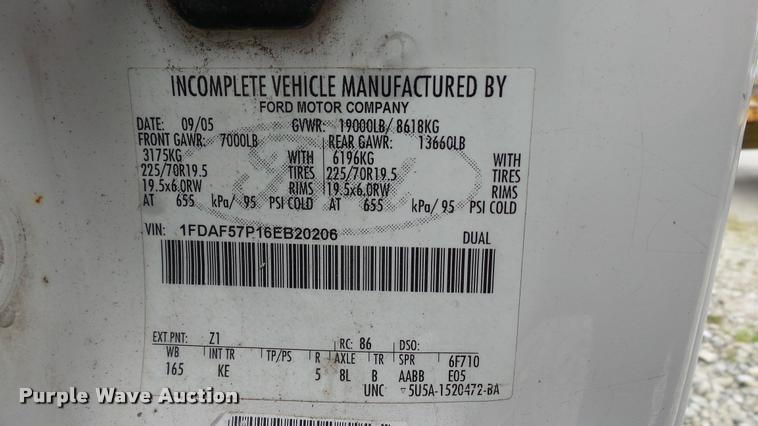 INCOMPLETE VEHICLE MANUFACTURED BY
FORD MOTOR COMPANY
DATE: 09/05 GVWR: 19000LB/ 8618KG
FRONT GAWR: 7000LB REAR GAWR: 13660LB
3175KG WITH 6196KG WITH
225/70R19.5 TIRES 225/70R19.5 TIRES
19.5x6.0RW RIMS 19.5x6.0RW RIMS
AT 655 kPa/ 95 PSI COLD AT 655 kPa/ 95 PSI COLD
VIN: 1FDAF57P16EB20206 DUAL
EXT PNT: Z1 RC: 86 DSO:
WB INT TR TP/PS R AXLE TR SPR 6F710
165 KE 5 8L B AABB E05
UNC 5U5A-1520472-BA
Purple Wave Auction